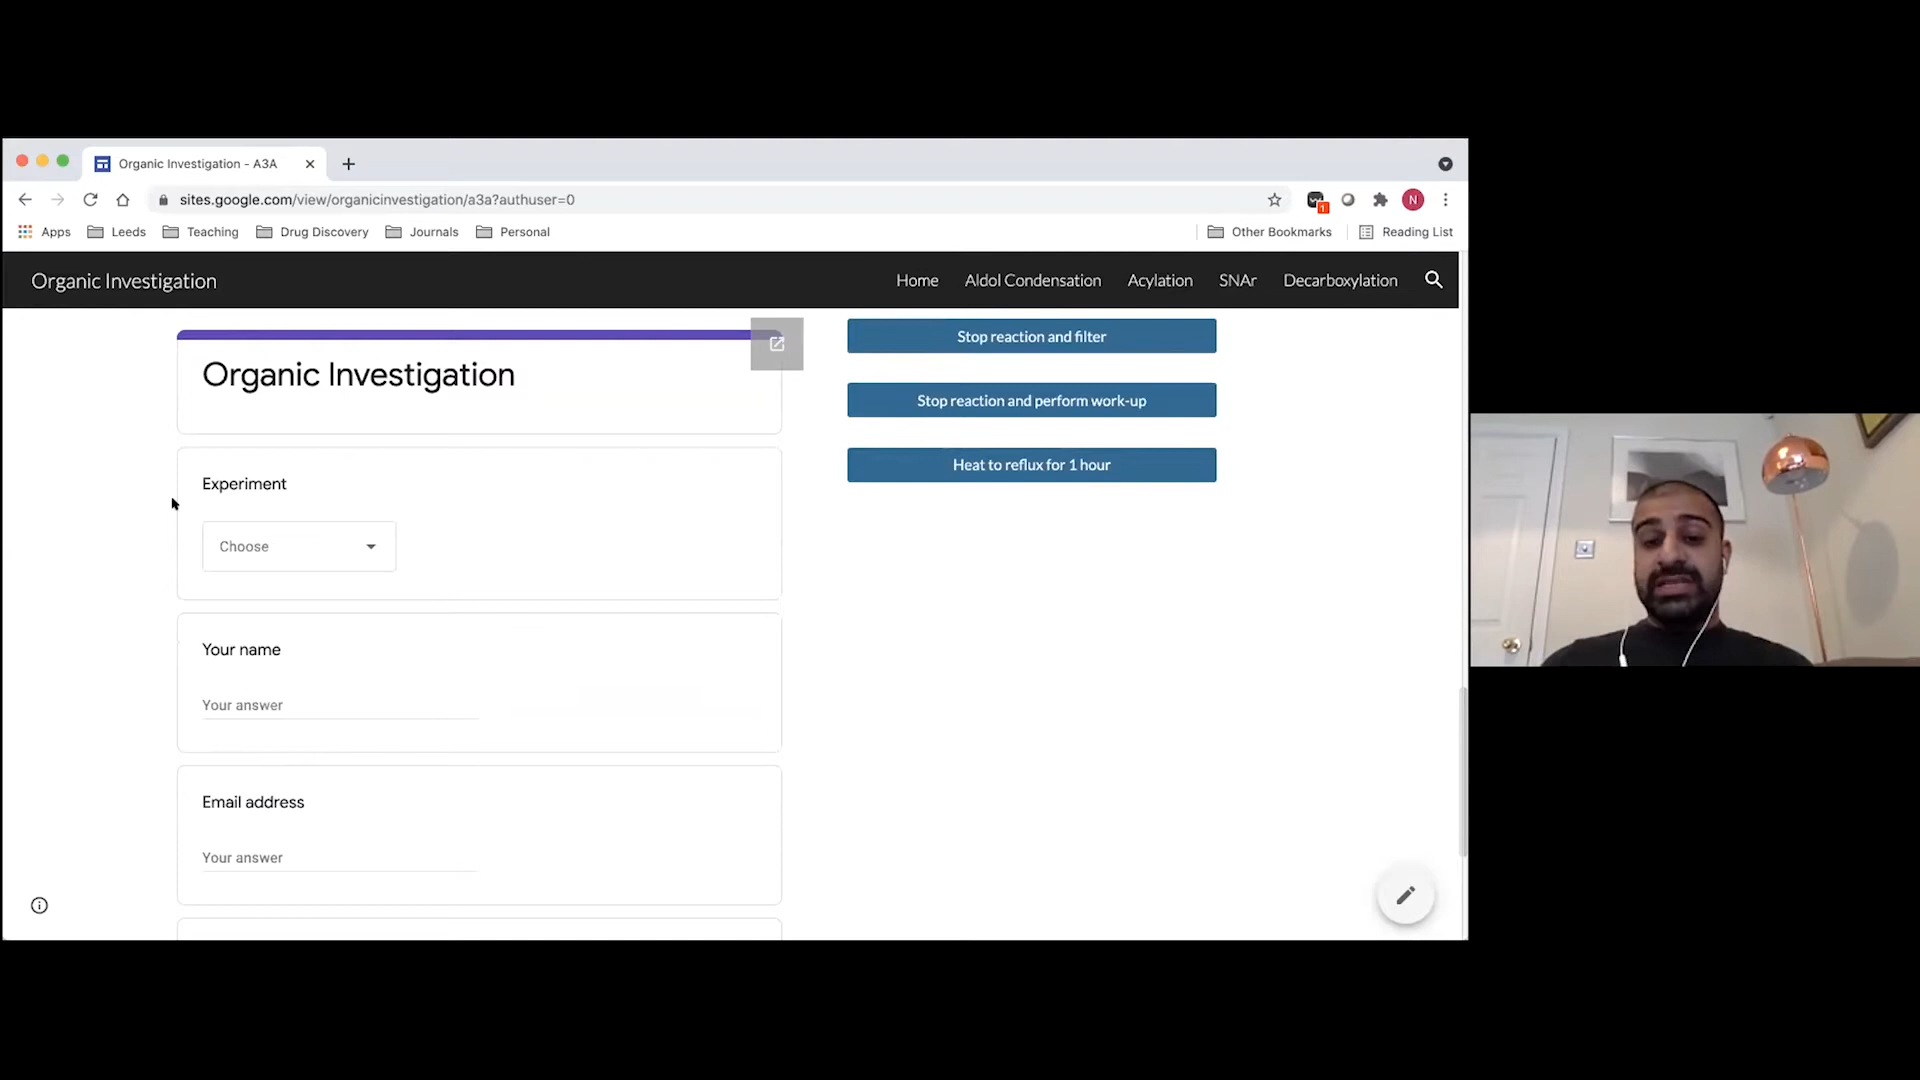 Organic Investigation - A3A
sites.google.com/view/organicinvestigation/a3a?authuser=0
1
N
Apps
Leeds
Teaching
Drug Discovery
Journals
Personal
Other Bookmarks
Reading List
Organic Investigation
Home
Aldol Condensation
Acylation
SNAr
Decarboxylation
Organic Investigation
Experiment
Choose
Your name
Your answer
Email address
Your answer
Stop reaction and filter
Stop reaction and perform work-up
Heat to reflux for 1 hour